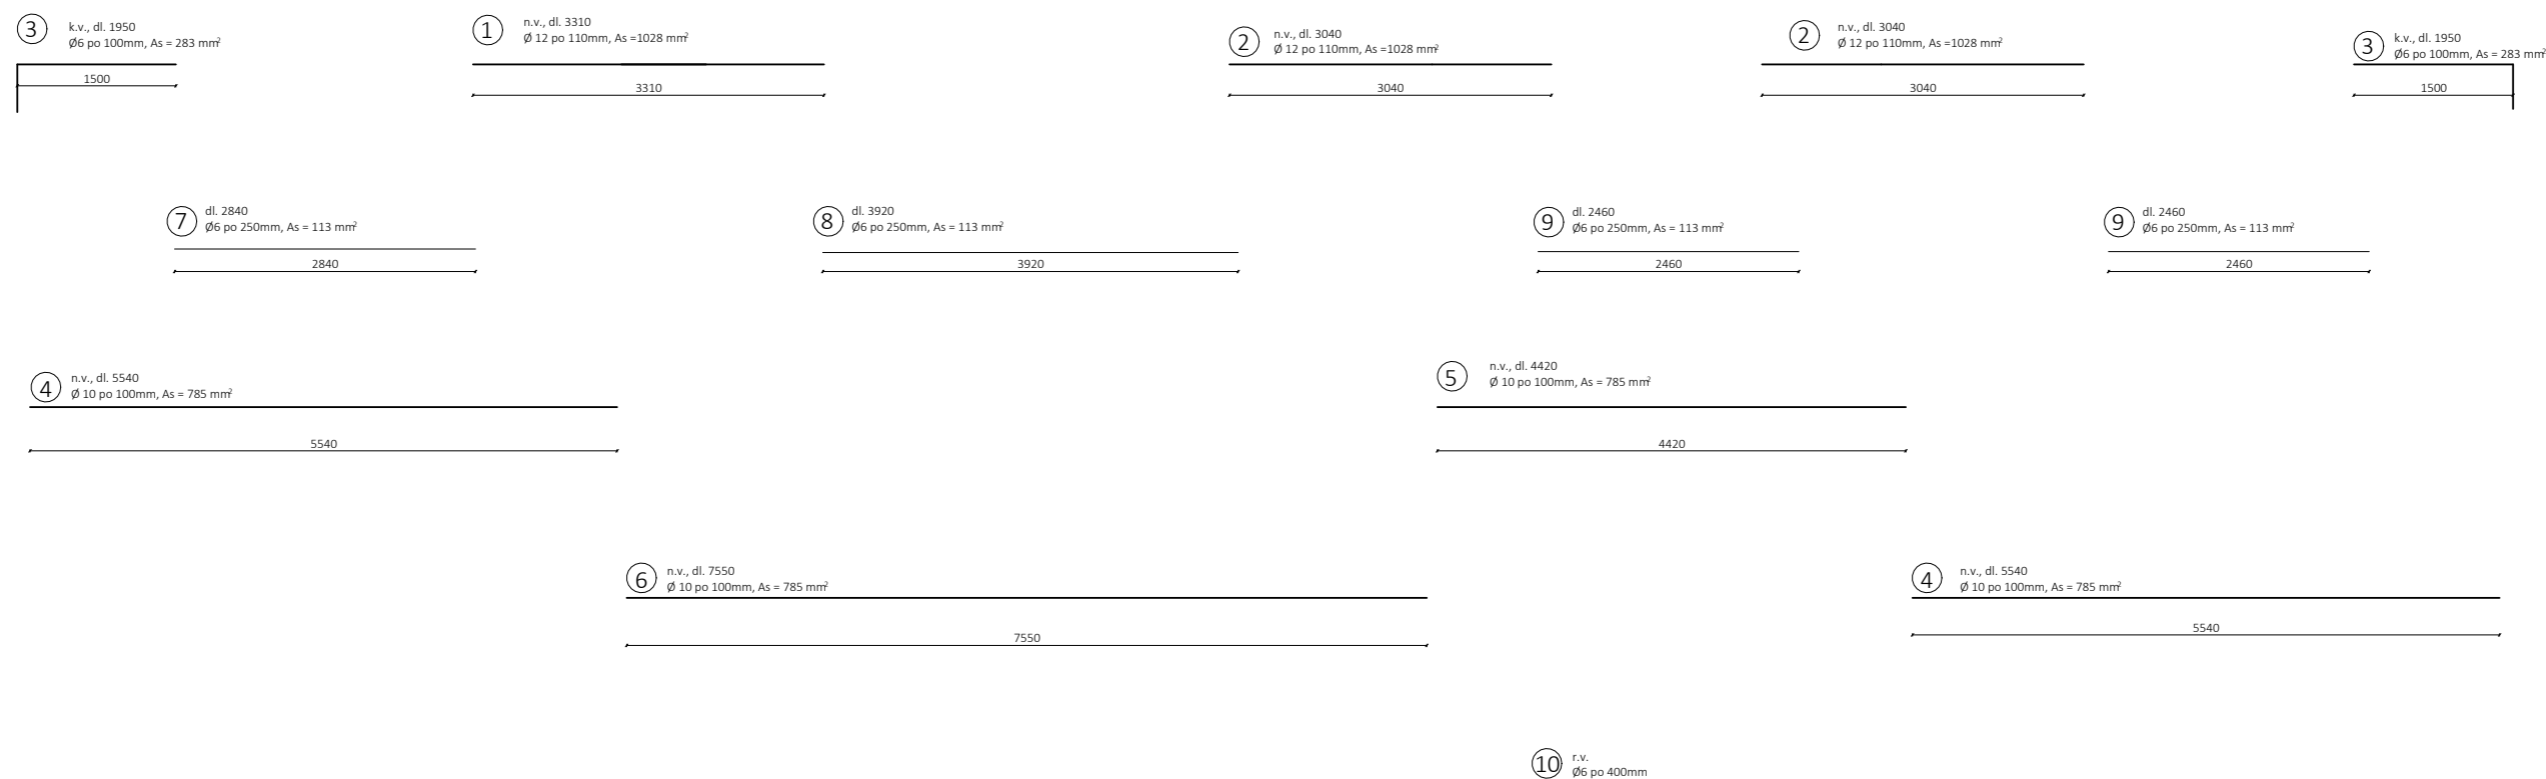 3
k.v., dl. 1950
Ø6 po 100mm, As = 283 mm²
1500
1
n.v., dl. 3310
Ø 12 po 110mm, As =1028 mm²
3310
2
n.v., dl. 3040
Ø 12 po 110mm, As =1028 mm²
3040
2
n.v., dl. 3040
Ø 12 po 110mm, As =1028 mm²
3040
3
k.v., dl. 1950
Ø6 po 100mm, As = 283 mm²
1500
7
dl. 2840
Ø6 po 250mm, As = 113 mm²
2840
8
dl. 3920
Ø6 po 250mm, As = 113 mm²
3920
9
dl. 2460
Ø6 po 250mm, As = 113 mm²
2460
9
dl. 2460
Ø6 po 250mm, As = 113 mm²
2460
4
n.v., dl. 5540
Ø 10 po 100mm, As = 785 mm²
5540
5
n.v., dl. 4420
Ø 10 po 100mm, As = 785 mm²
4420
6
n.v., dl. 7550
Ø 10 po 100mm, As = 785 mm²
7550
4
n.v., dl. 5540
Ø 10 po 100mm, As = 785 mm²
5540
10
r.v.
Ø6 po 400mm